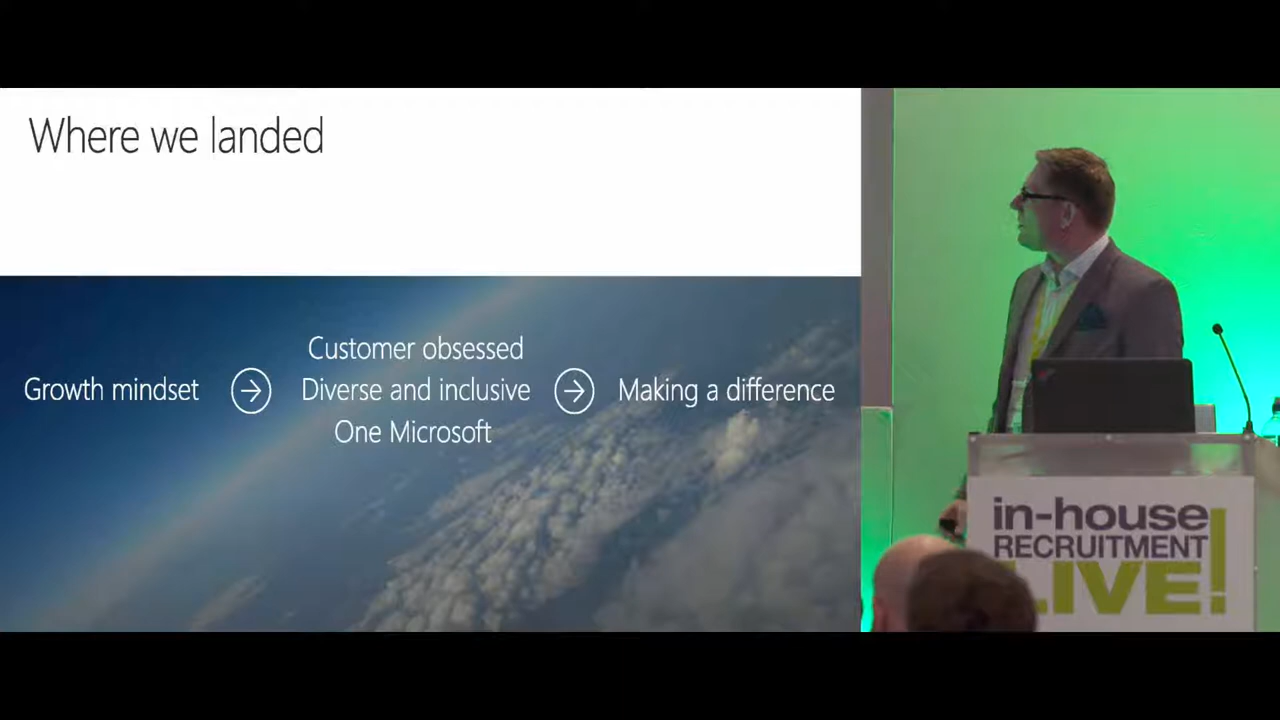 Where we landed
Growth mindset
Customer obsessed
Diverse and inclusive
One Microsoft
Making a difference
in-house
RECRUITMENT
LIVE!